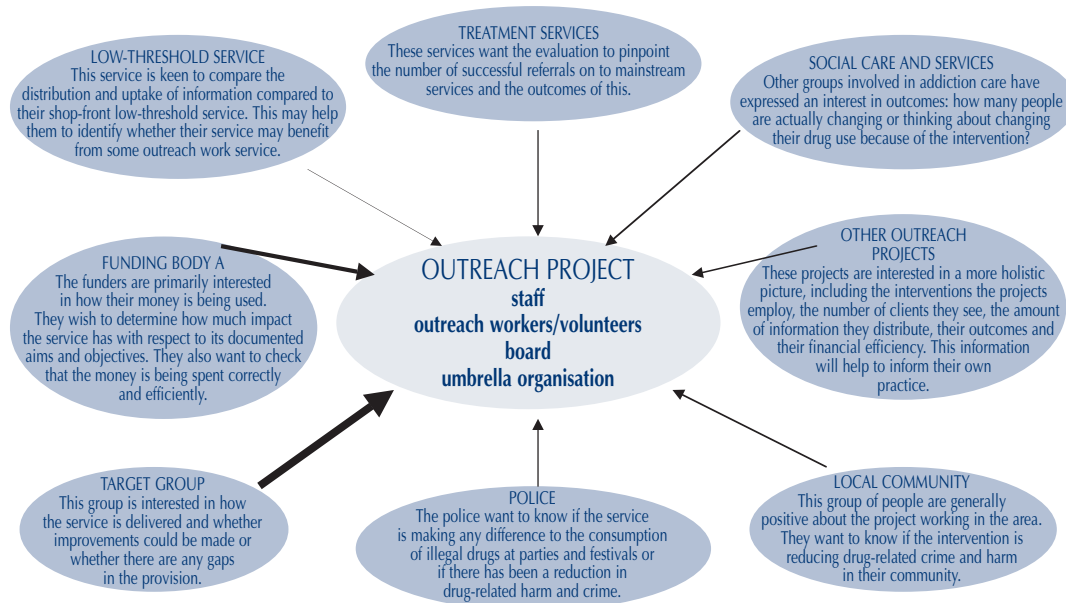 LOW-THRESHOLD SERVICE
This service is keen to compare the
distribution and uptake of information compared to
their shop-front low-threshold service. This may help
them to identify whether their service may benefit
from some outreach work service.
TREATMENT SERVICES
These services want the evaluation to pinpoint
the number of successful referrals on to mainstream
services and the outcomes of this.
SOCIAL CARE AND SERVICES
Other groups involved in addiction care have
expressed an interest in outcomes: how many people
are actually changing or thinking about changing
their drug use because of the intervention?
FUNDING BODY A
The funders are primarily interested
in how their money is being used.
They wish to determine how much impact
the service has with respect to its documented
aims and objectives. They also want to check
that the money is being spent correctly
and efficiently.
OUTREACH PROJECT
staff
outreach workers/volunteers
board
umbrella organisation
OTHER OUTREACH
PROJECTS
These projects are interested in a more holistic
picture, including the interventions the projects
employ, the number of clients they see, the amount
of information they distribute, their outcomes and
their financial efficiency. This information
will help to inform their own
practice.
TARGET GROUP
This group is interested in how
the service is delivered and whether
improvements could be made or
whether there are any gaps
in the provision.
POLICE
The police want to know if the service
is making any difference to the consumption
of illegal drugs at parties and festivals or
if there has been a reduction in
drug-related harm and crime.
LOCAL COMMUNITY
This group of people are generally
positive about the project working in the area.
They want to know if the intervention is
reducing drug-related crime and harm
in their community.